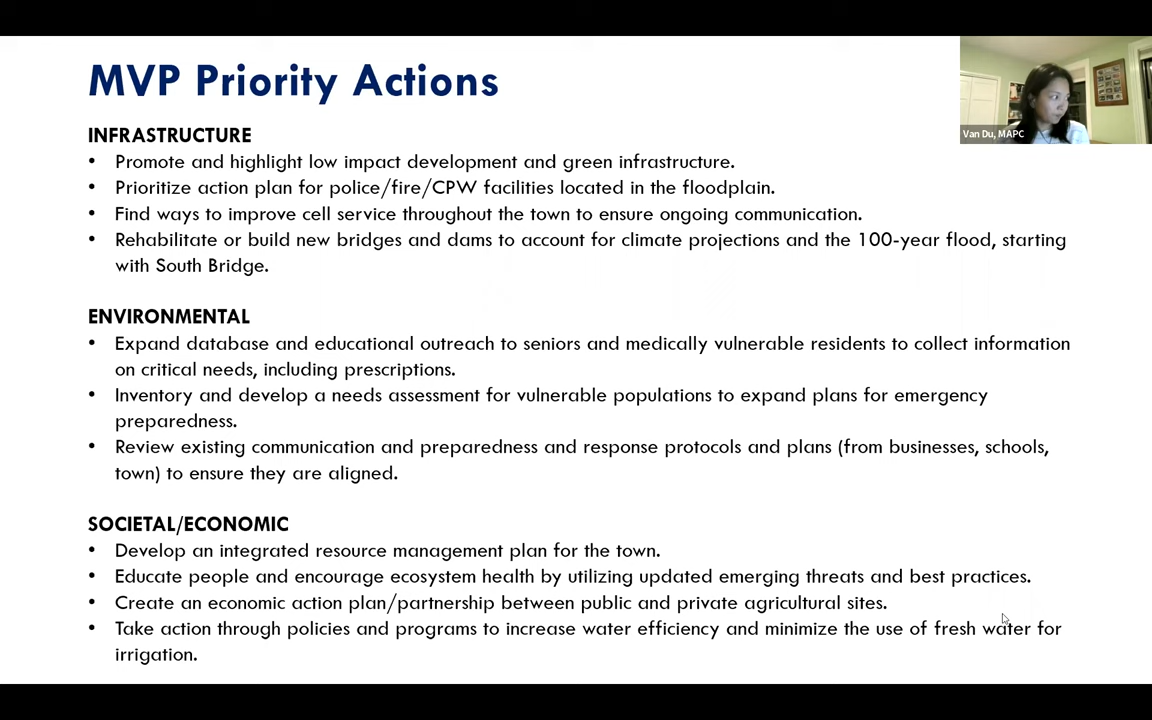 MVP Priority Actions
Van Du, MAPC
INFRASTRUCTURE
• Promote and highlight low impact development and green infrastructure.
• Prioritize action plan for police/fire/CPW facilities located in the floodplain.
• Find ways to improve cell service throughout the town to ensure ongoing communication.
• Rehabilitate or build new bridges and dams to account for climate projections and the 100-year flood, starting
with South Bridge.
ENVIRONMENTAL
• Expand database and educational outreach to seniors and medically vulnerable residents to collect information
on critical needs, including prescriptions.
• Inventory and develop a needs assessment for vulnerable populations to expand plans for emergency
preparedness.
• Review existing communication and preparedness and response protocols and plans (from businesses, schools,
town) to ensure they are aligned.
SOCIETAL/ECONOMIC
• Develop an integrated resource management plan for the town.
• Educate people and encourage ecosystem health by utilizing updated emerging threats and best practices.
• Create an economic action plan/partnership between public and private agricultural sites.
• Take action through policies and programs to increase water efficiency and minimize the use of fresh water for
irrigation.